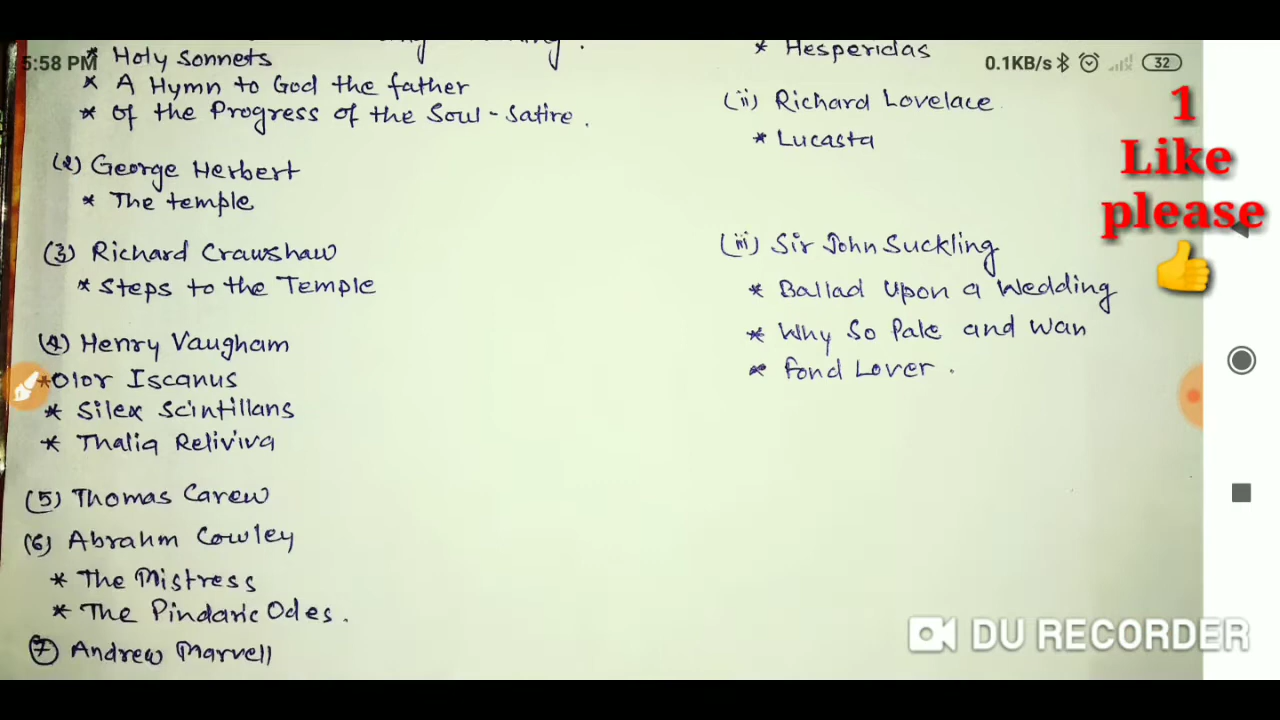 * Holy Sonnets
* A Hymn to God the father
* Of the Progress of the Soul - Satire .
(2) George Herbert
* The temple
(3) Richard Crawshaw
* Steps to the Temple
(4) Henry Vaugham
* Olor Iscanus
* Silex Scintillans
* Thalia Reliviva
(5) Thomas Carew
(6) Abrahm Cowley
* The Mistress
* The Pindaric Odes .
(7) Andrew Marvell
* Hesperidas
(ii) Richard Lovelace
* Lucasta
(iii) Sir John Suckling
* Ballad Upon a Wedding
* Why So Pale and Wan
* Fond Lover .
5:58 PM
0.1KB/s
32
1
Like
please
DU RECORDER